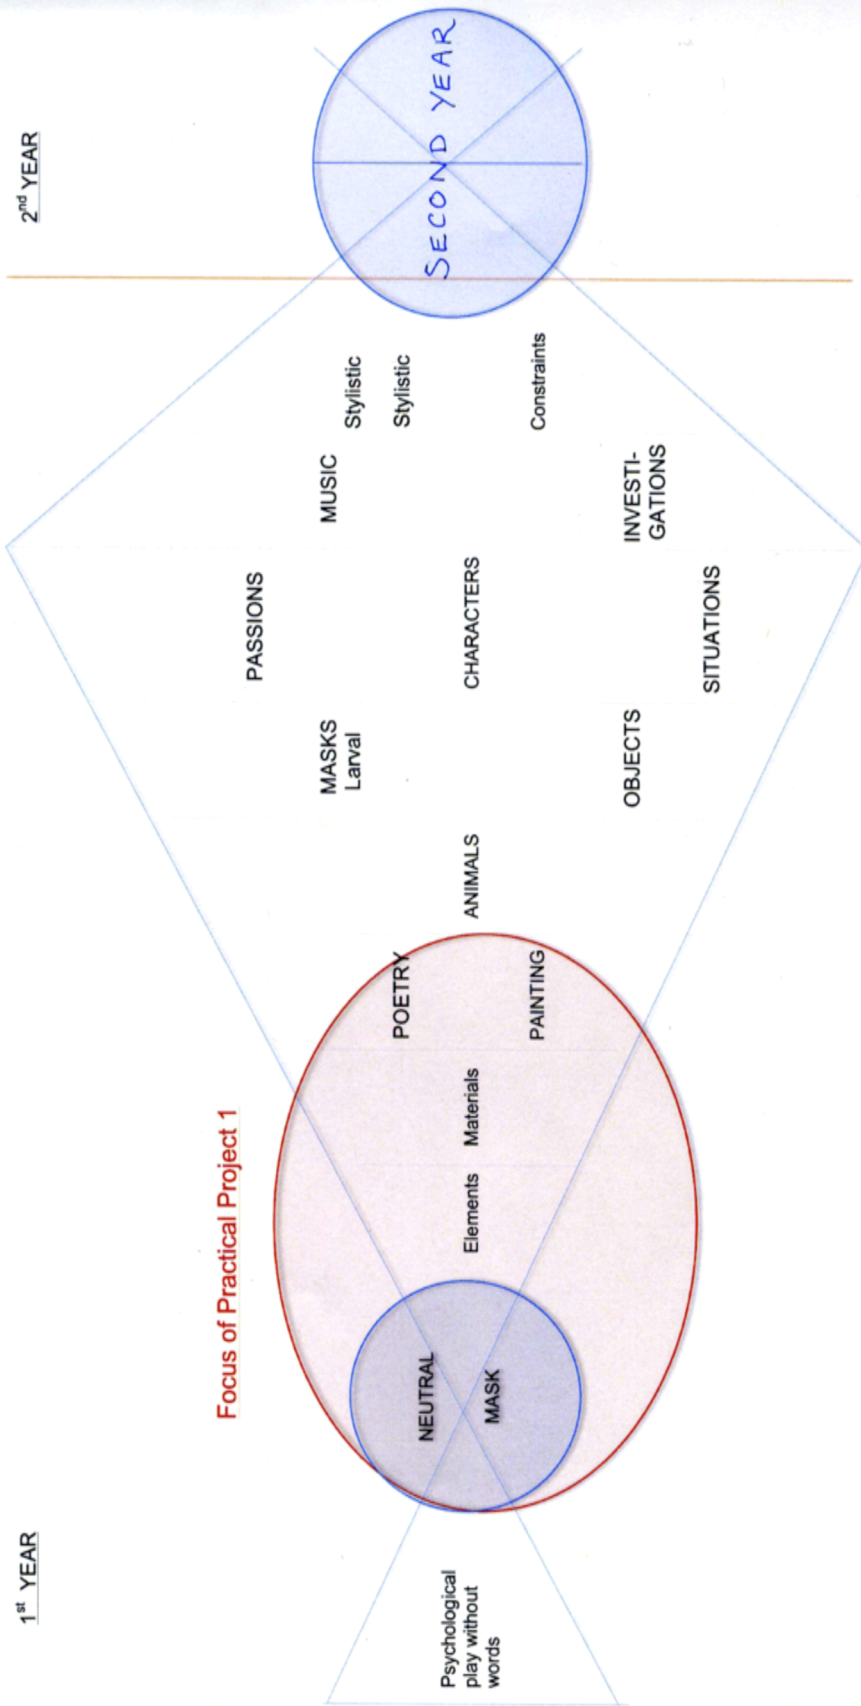 1st YEAR
2nd YEAR
Focus of Practical Project 1
Psychological
play without
words
NEUTRAL
MASK
Elements
Materials
POETRY
PAINTING
ANIMALS
MASKS
Larval
OBJECTS
PASSIONS
CHARACTERS
SITUATIONS
MUSIC
INVESTI-
GATIONS
Stylistic
Stylistic
Constraints
SECOND YEAR